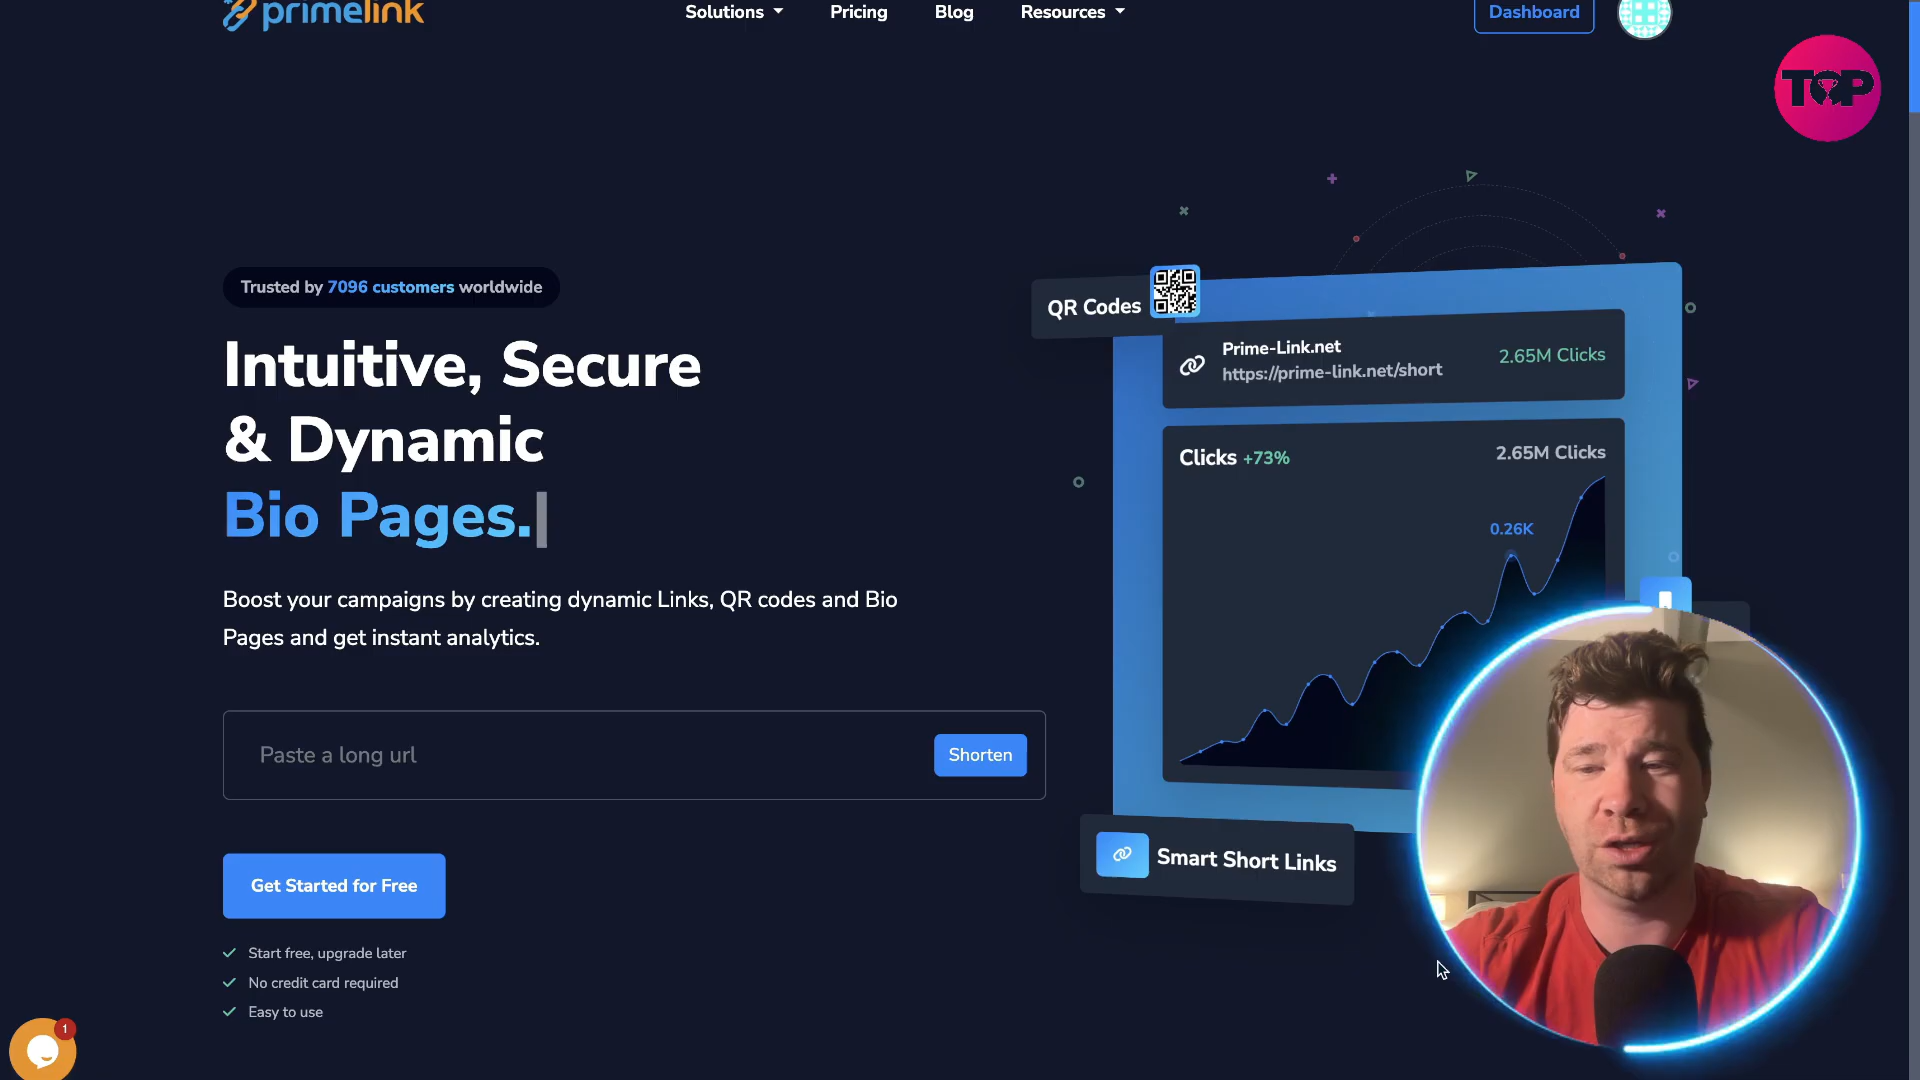 primelink
Solutions
Pricing
Blog
Resources
Dashboard
TOP
Trusted by 7096 customers worldwide
Intuitive, Secure
& Dynamic
Bio Pages.
Boost your campaigns by creating dynamic Links, QR codes and Bio
Pages and get instant analytics.
Paste a long url
Shorten
Get Started for Free
Start free, upgrade later
No credit card required
Easy to use
1
QR Codes
Prime-Link.net
https://prime-link.net/short
2.65M Clicks
Clicks +73%
2.65M Clicks
0.26K
Smart Short Links